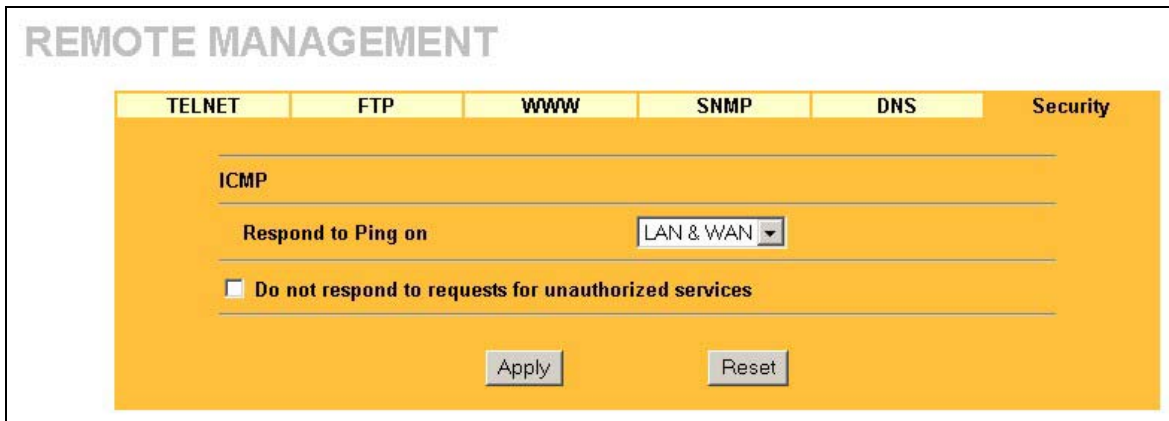 REMOTE MANAGEMENT
TELNET FTP WWW SNMP DNS Security
ICMP
Respond to Ping on LAN & WAN
Do not respond to requests for unauthorized services
Apply Reset